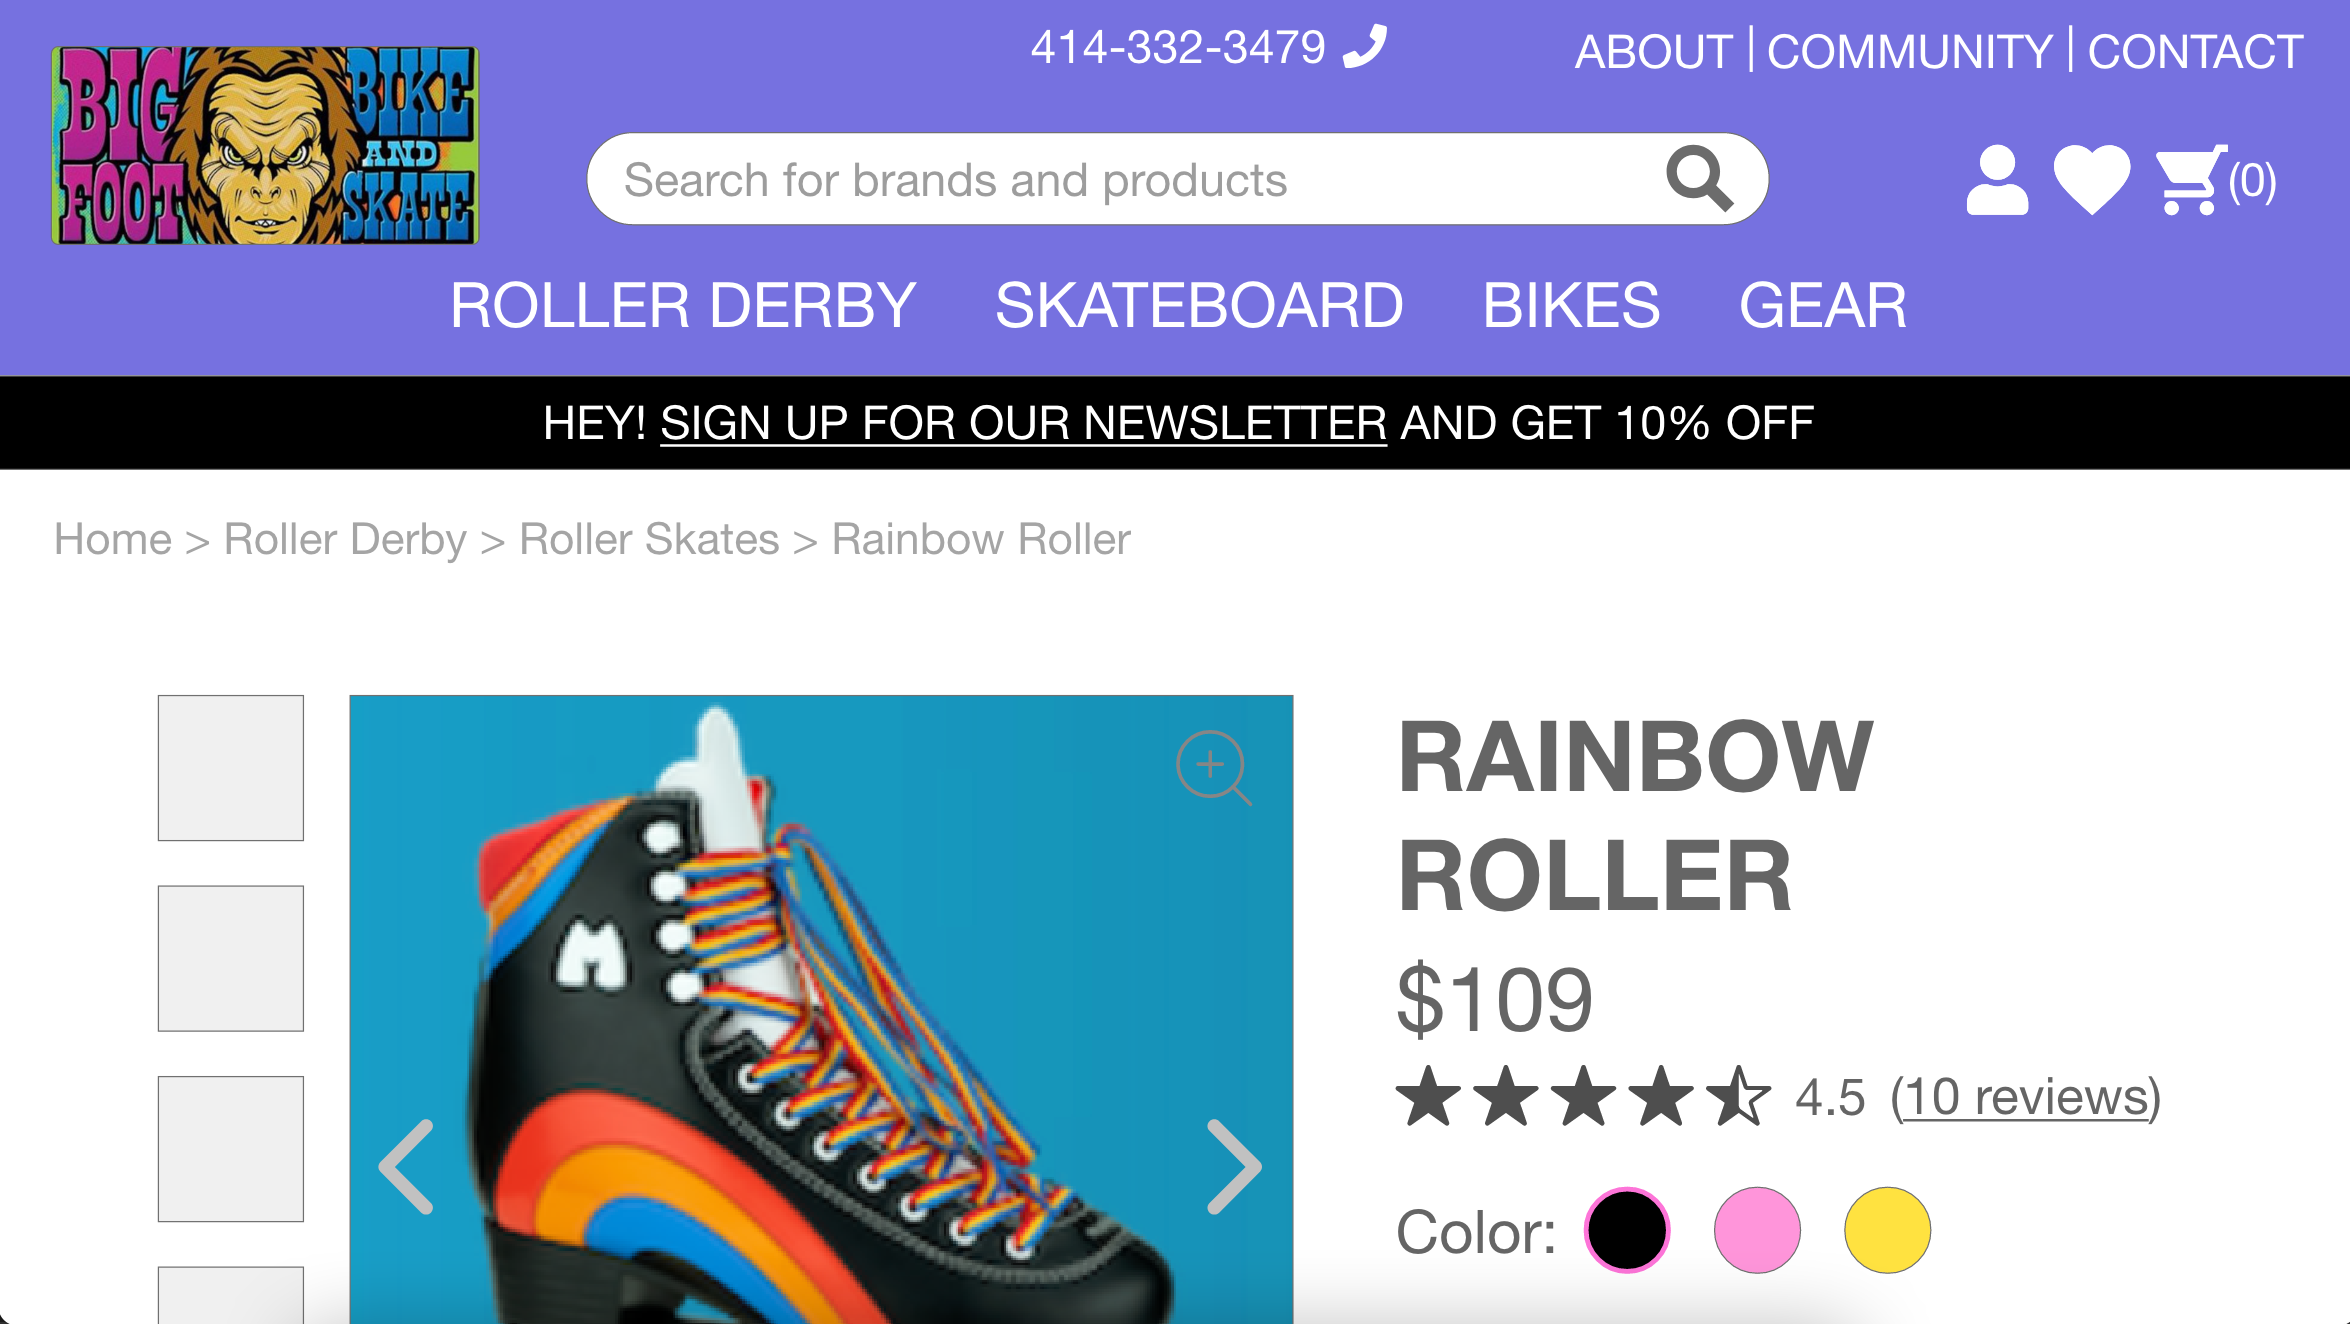 BIG FOOT BIKE AND SKATE
414-332-3479
ABOUT | COMMUNITY | CONTACT
Search for brands and products
(0)
ROLLER DERBY SKATEBOARD BIKES GEAR
HEY! SIGN UP FOR OUR NEWSLETTER AND GET 10% OFF
Home > Roller Derby > Roller Skates > Rainbow Roller
M
RAINBOW
ROLLER
$109
4.5 (10 reviews)
Color: